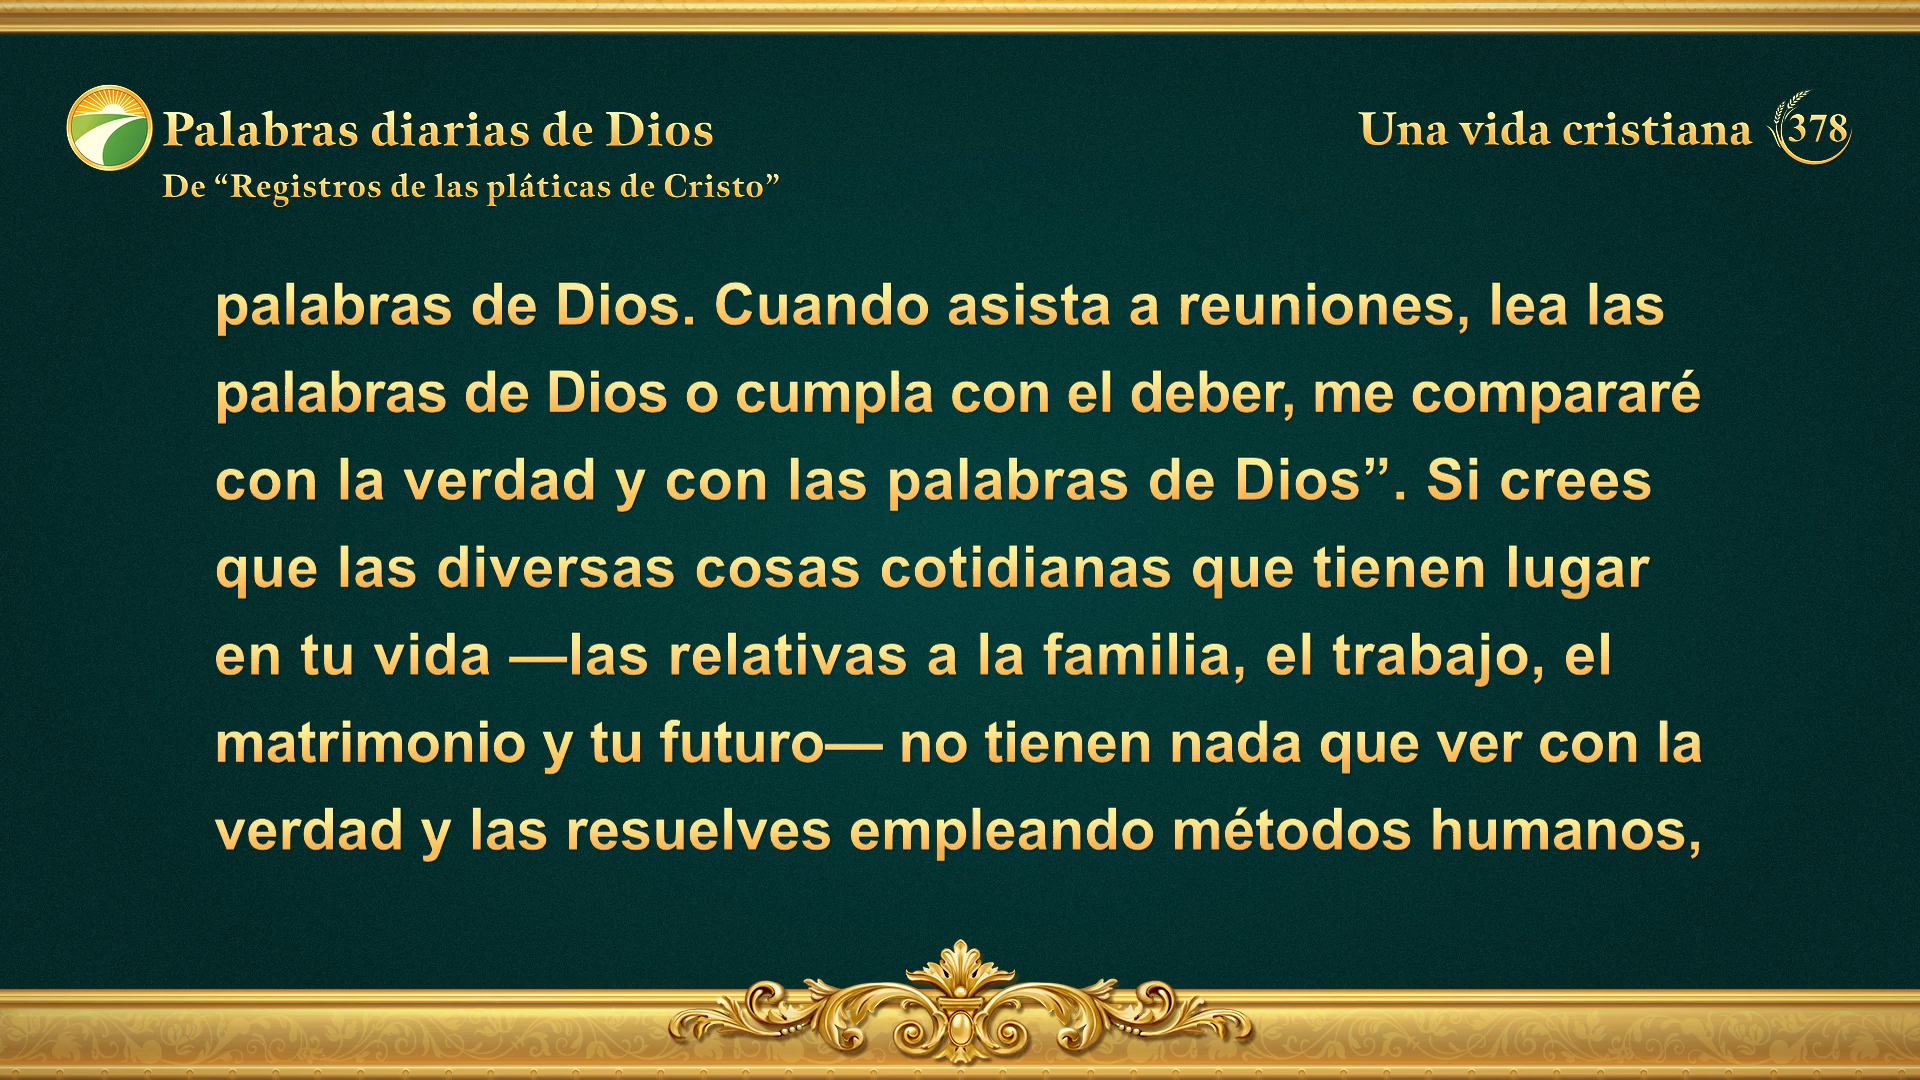 Palabras diarias de Dios
De “Registros de las pláticas de Cristo”
Una vida cristiana 378
palabras de Dios. Cuando asista a reuniones, lea las
palabras de Dios o cumpla con el deber, me compararé
con la verdad y con las palabras de Dios”. Si crees
que las diversas cosas cotidianas que tienen lugar
en tu vida —las relativas a la familia, el trabajo, el
matrimonio y tu futuro— no tienen nada que ver con la
verdad y las resuelves empleando métodos humanos,